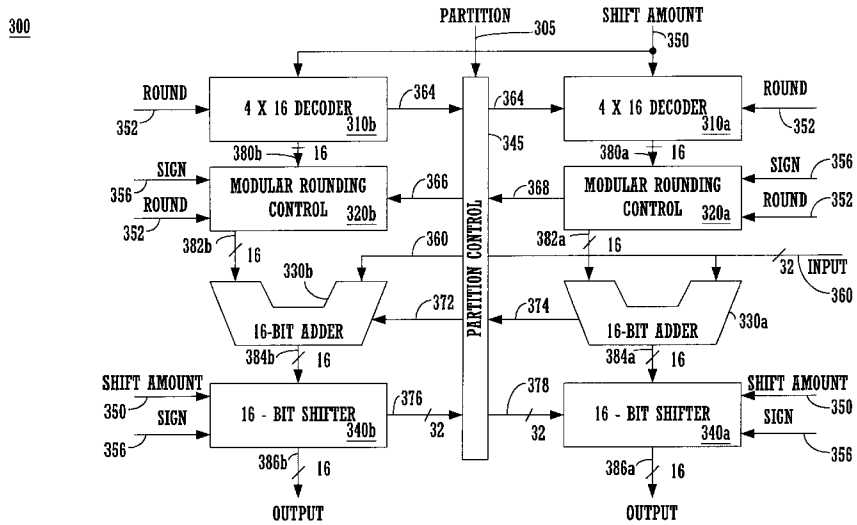 300
PARTITION
SHIFT AMOUNT
305
350
ROUND
352
4 X 16 DECODER
310b
364
364
4 X 16 DECODER
310a
ROUND
352
345
380b
16
380a
16
SIGN
356
ROUND
352
MODULAR ROUNDING
CONTROL
320b
366
368
MODULAR ROUNDING
CONTROL
320a
SIGN
356
ROUND
352
PARTITION CONTROL
382b
16
330b
360
382a
16
32
INPUT
360
16-BIT ADDER
372
374
16-BIT ADDER
330a
384b
16
384a
16
SHIFT AMOUNT
350
SIGN
356
16 - BIT SHIFTER
340b
376
32
378
32
16 - BIT SHIFTER
340a
SHIFT AMOUNT
350
SIGN
356
386b
16
386a
16
OUTPUT
OUTPUT